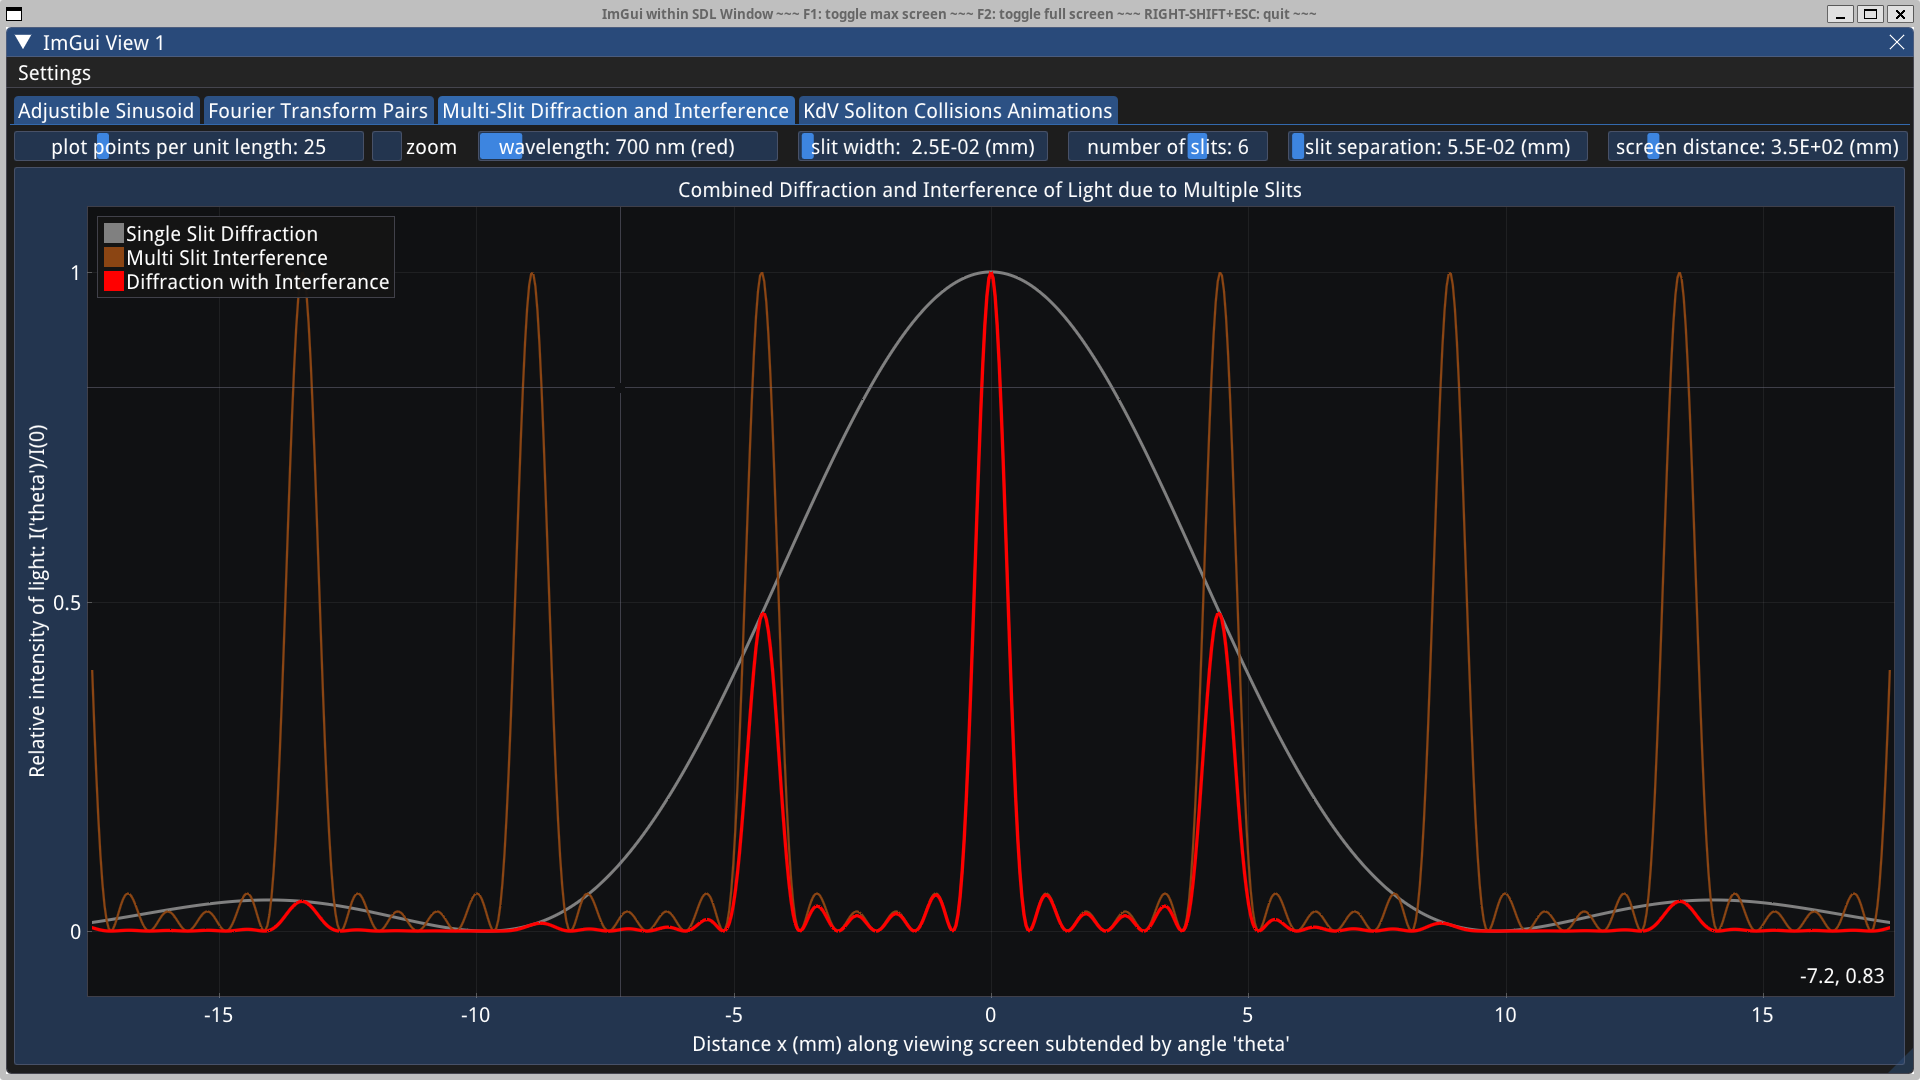 ImGui within SDL Window ~~~ F1: toggle max screen ~~~ F2: toggle full screen ~~~ RIGHT-SHIFT+ESC: quit ~~~
ImGui View 1
Settings
Adjustible Sinusoid Fourier Transform Pairs Multi-Slit Diffraction and Interference KdV Soliton Collisions Animations
plot points per unit length: 25 zoom wavelength: 700 nm (red) slit width: 2.5E-02 (mm) number of slits: 6 slit separation: 5.5E-02 (mm) screen distance: 3.5E+02 (mm)
Combined Diffraction and Interference of Light due to Multiple Slits
Single Slit Diffraction
Multi Slit Interference
Diffraction with Interferance
Relative intensity of light: I('theta')/I(0)
1
0.5
0
-7.2, 0.83
-15 -10 -5 0 5 10 15
Distance x (mm) along viewing screen subtended by angle 'theta'